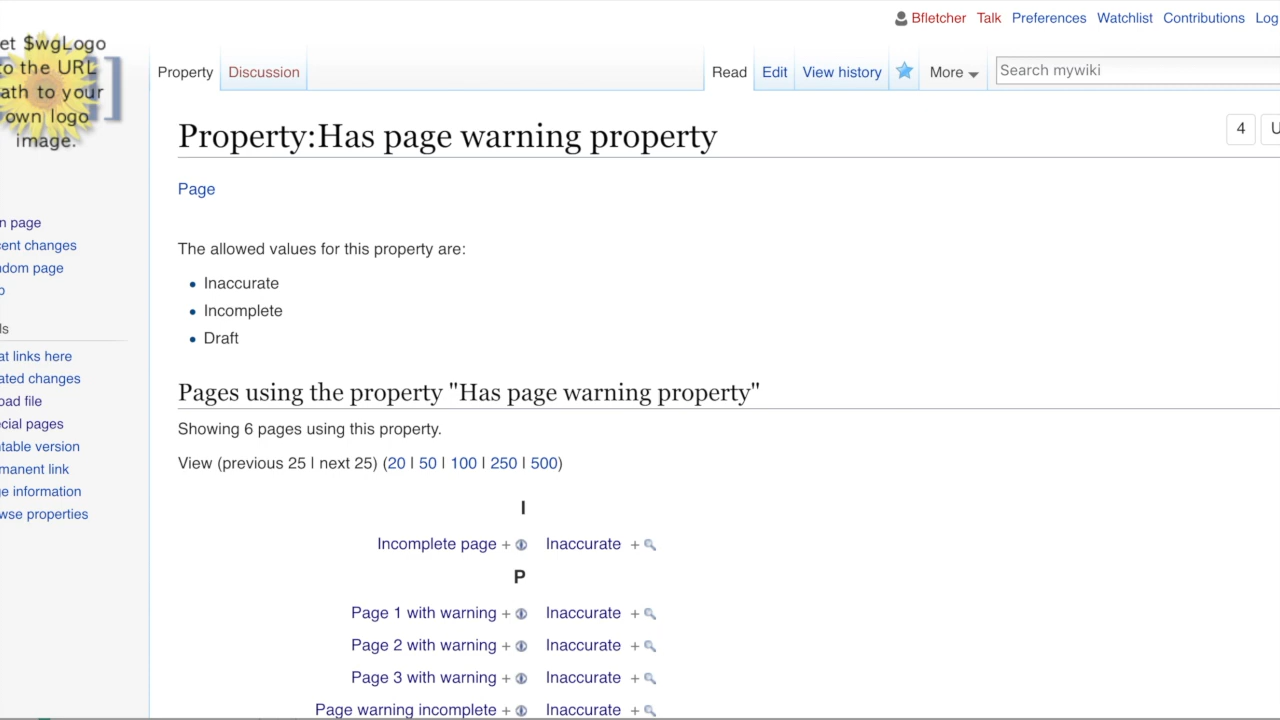 Bfletcher Talk Preferences Watchlist Contributions Log
et $wgLogo
o the URL
ath to your
own logo
image.
Property Discussion Read Edit View history More Search mywiki
Property:Has page warning property
4 U
Page
n page
cent changes
ndom page
p
ls
at links here
ated changes
oad file
ecial pages
ntable version
manent link
ge information
wse properties
The allowed values for this property are:
• Inaccurate
• Incomplete
• Draft
Pages using the property "Has page warning property"
Showing 6 pages using this property.
View (previous 25 | next 25) (20 | 50 | 100 | 250 | 500)
I
Incomplete page + Inaccurate +
P
Page 1 with warning + Inaccurate +
Page 2 with warning + Inaccurate +
Page 3 with warning + Inaccurate +
Page warning incomplete + Inaccurate +